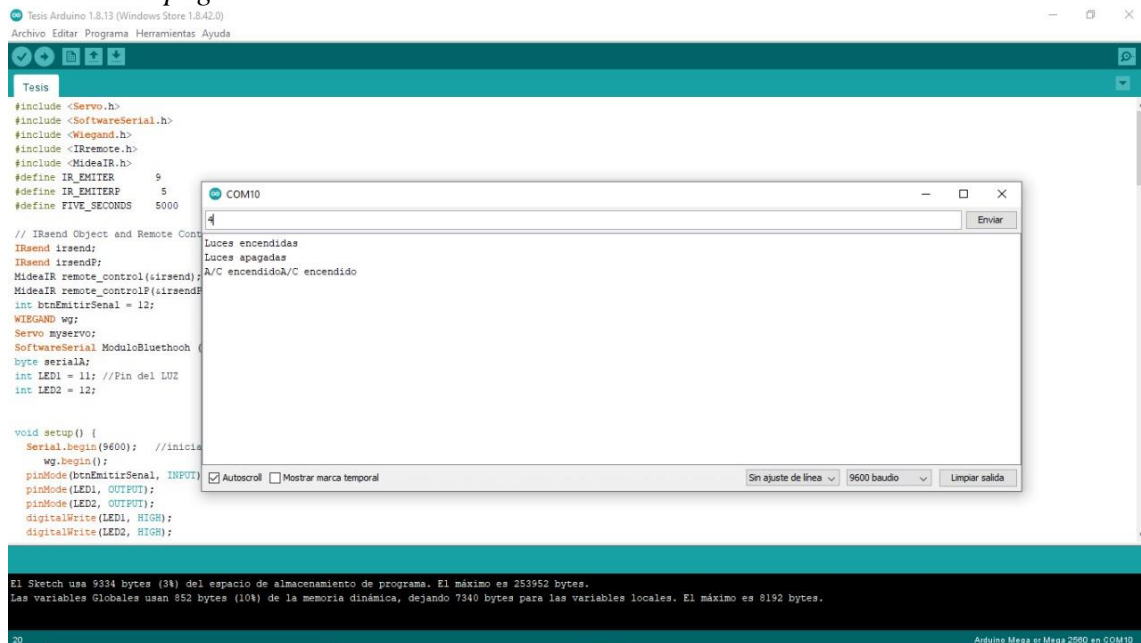 Tesis Arduino 1.8.13 (Windows Store 1.8.42.0)
Archivo Editar Programa Herramientas Ayuda
Tesis
#include <Servo.h>
#include <SoftwareSerial.h>
#include <Wiegand.h>
#include <IRremote.h>
#include <MideaIR.h>
#define IR_EMITER 9
#define IR_EMITERP 5
#define FIVE_SECONDS 5000
// IRsend Object and Remote Cont
IRsend irsend;
IRsend irsendP;
MideaIR remote_control(&irsend);
MideaIR remote_controlP(&irsendP
int btnEmitirSenal = 12;
WIEGAND wg;
Servo myservo;
SoftwareSerial ModuloBluethooh (
byte serialA;
int LED1 = 11; //Pin del LUZ
int LED2 = 12;
void setup() {
Serial.begin(9600); //inicia
wg.begin();
pinMode(btnEmitirSenal, INPUT)
pinMode(LED1, OUTPUT);
pinMode(LED2, OUTPUT);
digitalWrite(LED1, HIGH);
digitalWrite(LED2, HIGH);
COM10
4
Enviar
Luces encendidas
Luces apagadas
A/C encendidoA/C encendido
Autoscroll Mostrar marca temporal
Sin ajuste de línea 9600 baudio Limpiar salida
El Sketch usa 9334 bytes (3%) del espacio de almacenamiento de programa. El máximo es 253952 bytes.
Las variables Globales usan 852 bytes (10%) de la memoria dinámica, dejando 7340 bytes para las variables locales. El máximo es 8192 bytes.
20
Arduino Mega or Mega 2560 en COM10